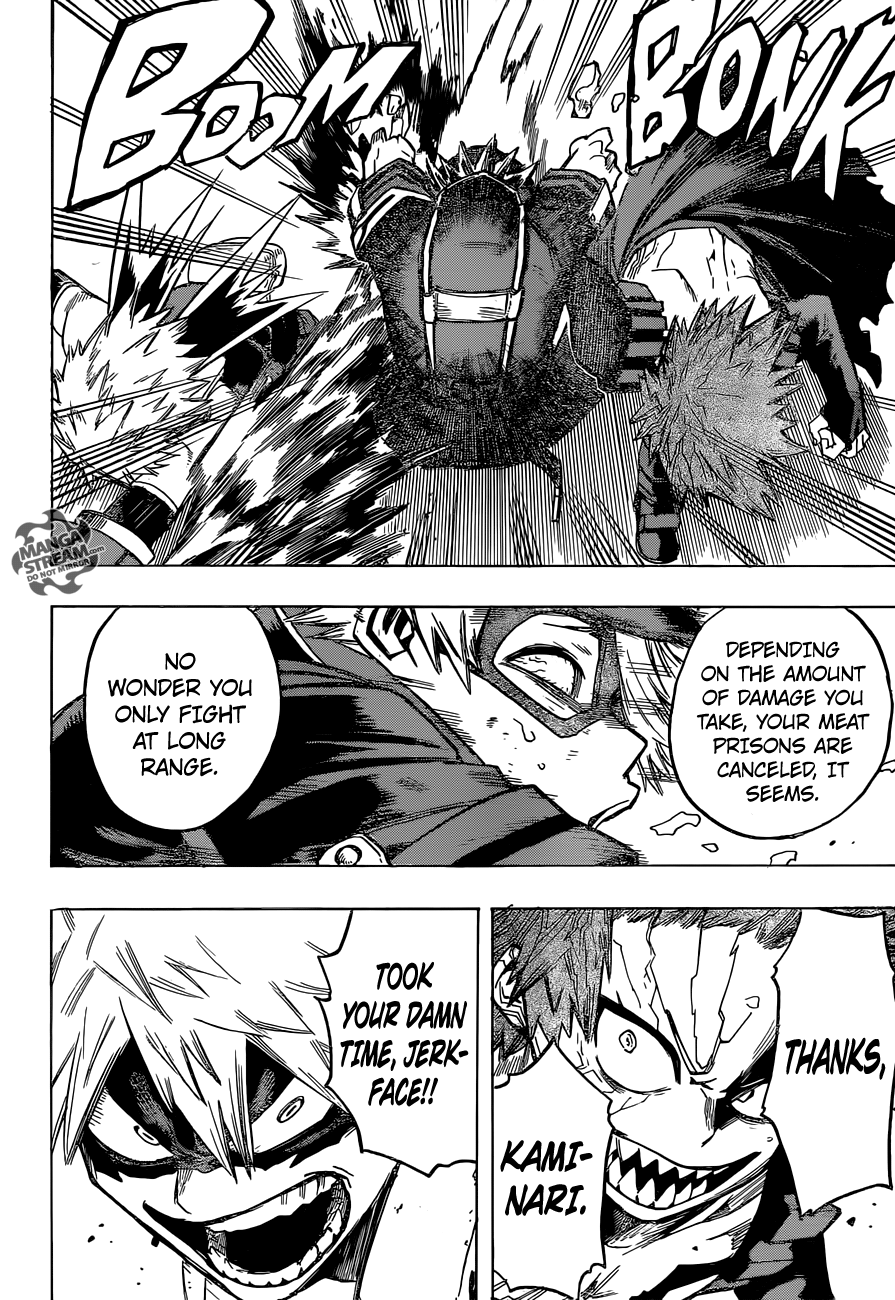 BONK
BOOM
MANGA
STREAM.com
DO NOT MIRROR
DEPENDING
ON THE AMOUNT
OF DAMAGE YOU
TAKE, YOUR MEAT
PRISONS ARE
CANCELED, IT
SEEMS.
NO
WONDER YOU
ONLY FIGHT
AT LONG
RANGE.
THANKS,
KAMI-
NARI.
TOOK
YOUR DAMN
TIME, JERK-
FACE!!